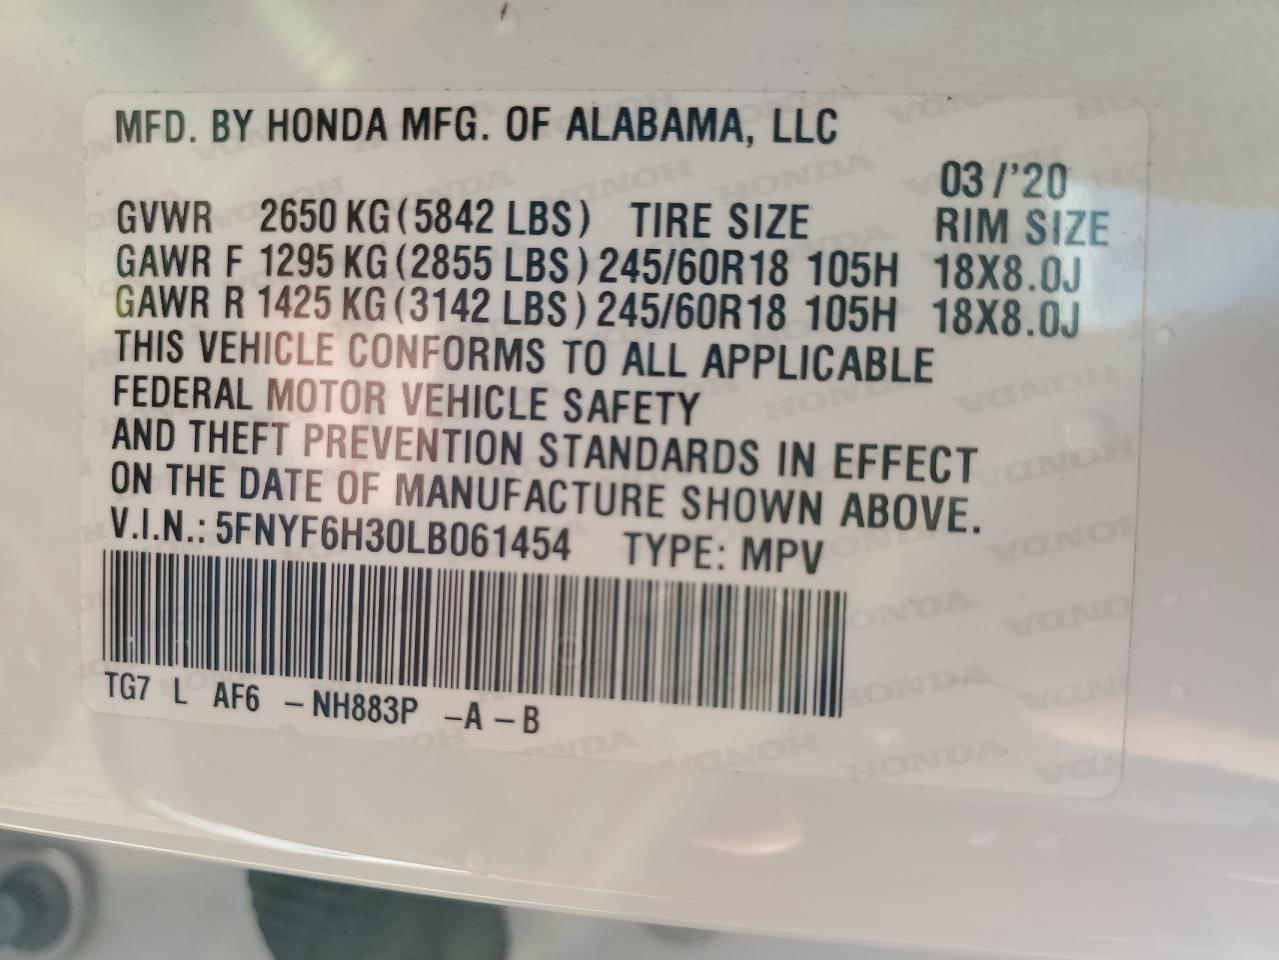 MFD. BY HONDA MFG. OF ALABAMA, LLC
03/'20
GVWR 2650 KG (5842 LBS) TIRE SIZE RIM SIZE
GAWR F 1295 KG (2855 LBS) 245/60R18 105H 18X8.0J
GAWR R 1425 KG (3142 LBS) 245/60R18 105H 18X8.0J
THIS VEHICLE CONFORMS TO ALL APPLICABLE
FEDERAL MOTOR VEHICLE SAFETY
AND THEFT PREVENTION STANDARDS IN EFFECT
ON THE DATE OF MANUFACTURE SHOWN ABOVE.
V.I.N.: 5FNYF6H30LB061454 TYPE: MPV
TG7 L AF6 -NH883P -A-B